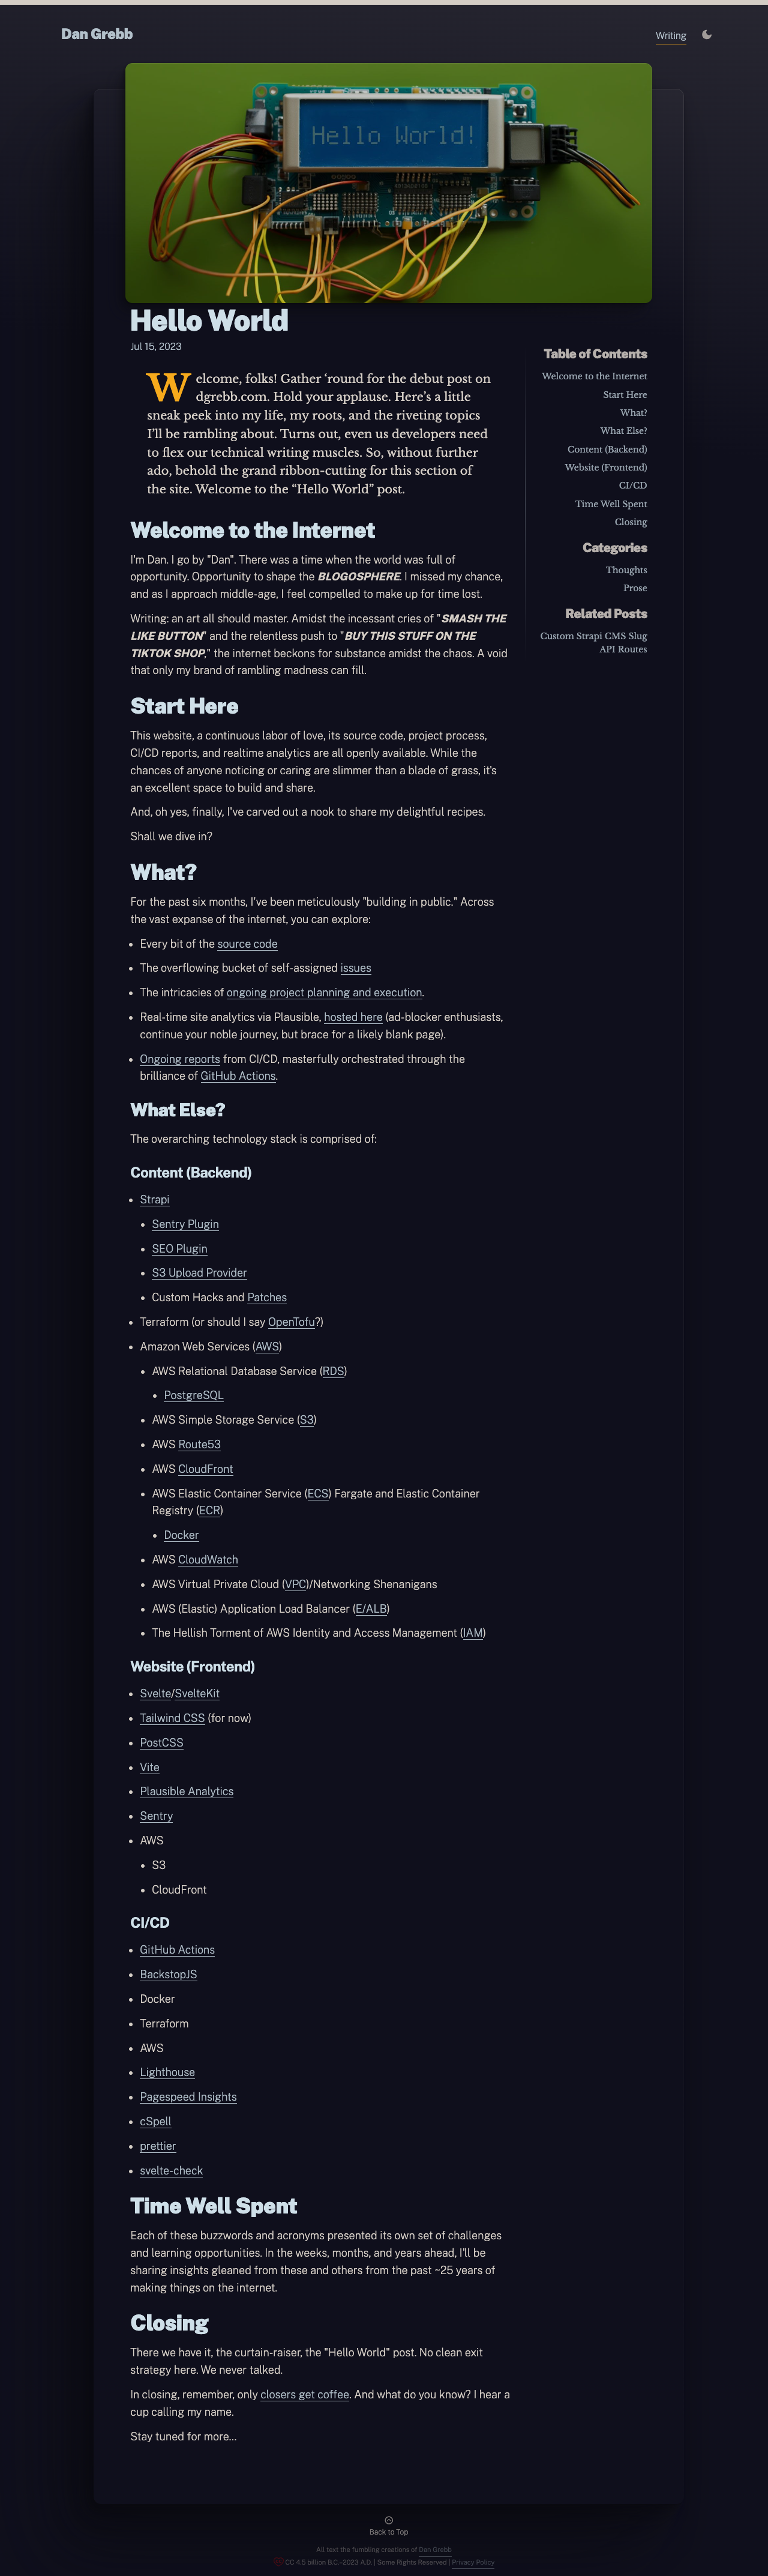 Dan Grebb
Writing
Hello World!
Hello World
Jul 15, 2023
Welcome, folks! Gather ‘round for the debut post on
dgrebb.com. Hold your applause. Here’s a little
sneak peek into my life, my roots, and the riveting topics
I’ll be rambling about. Turns out, even us developers need
to flex our technical writing muscles. So, without further
ado, behold the grand ribbon-cutting for this section of
the site. Welcome to the “Hello World” post.
Table of Contents
Welcome to the Internet
Start Here
What?
What Else?
Content (Backend)
Website (Frontend)
CI/CD
Time Well Spent
Closing
Categories
Thoughts
Prose
Related Posts
Custom Strapi CMS Slug
API Routes
Welcome to the Internet
I'm Dan. I go by "Dan". There was a time when the world was full of
opportunity. Opportunity to shape the BLOGOSPHERE. I missed my chance,
and as I approach middle-age, I feel compelled to make up for time lost.
Writing: an art all should master. Amidst the incessant cries of "SMASH THE
LIKE BUTTON" and the relentless push to "BUY THIS STUFF ON THE
TIKTOK SHOP," the internet beckons for substance amidst the chaos. A void
that only my brand of rambling madness can fill.
Start Here
This website, a continuous labor of love, its source code, project process,
CI/CD reports, and realtime analytics are all openly available. While the
chances of anyone noticing or caring are slimmer than a blade of grass, it's
an excellent space to build and share.
And, oh yes, finally, I've carved out a nook to share my delightful recipes.
Shall we dive in?
What?
For the past six months, I've been meticulously "building in public." Across
the vast expanse of the internet, you can explore:
• Every bit of the source code
• The overflowing bucket of self-assigned issues
• The intricacies of ongoing project planning and execution.
• Real-time site analytics via Plausible, hosted here (ad-blocker enthusiasts,
continue your noble journey, but brace for a likely blank page).
• Ongoing reports from CI/CD, masterfully orchestrated through the
brilliance of GitHub Actions.
What Else?
The overarching technology stack is comprised of:
Content (Backend)
• Strapi
• Sentry Plugin
• SEO Plugin
• S3 Upload Provider
• Custom Hacks and Patches
• Terraform (or should I say OpenTofu?)
• Amazon Web Services (AWS)
• AWS Relational Database Service (RDS)
• PostgreSQL
• AWS Simple Storage Service (S3)
• AWS Route53
• AWS CloudFront
• AWS Elastic Container Service (ECS) Fargate and Elastic Container
Registry (ECR)
• Docker
• AWS CloudWatch
• AWS Virtual Private Cloud (VPC)/Networking Shenanigans
• AWS (Elastic) Application Load Balancer (E/ALB)
• The Hellish Torment of AWS Identity and Access Management (IAM)
Website (Frontend)
• Svelte/SvelteKit
• Tailwind CSS (for now)
• PostCSS
• Vite
• Plausible Analytics
• Sentry
• AWS
• S3
• CloudFront
CI/CD
• GitHub Actions
• BackstopJS
• Docker
• Terraform
• AWS
• Lighthouse
• Pagespeed Insights
• cSpell
• prettier
• svelte-check
Time Well Spent
Each of these buzzwords and acronyms presented its own set of challenges
and learning opportunities. In the weeks, months, and years ahead, I'll be
sharing insights gleaned from these and others from the past ~25 years of
making things on the internet.
Closing
There we have it, the curtain-raiser, the "Hello World" post. No clean exit
strategy here. We never talked.
In closing, remember, only closers get coffee. And what do you know? I hear a
cup calling my name.
Stay tuned for more...
Back to Top
All text the fumbling creations of Dan Grebb
CC 4.5 billion B.C.–2023 A.D. | Some Rights Reserved | Privacy Policy